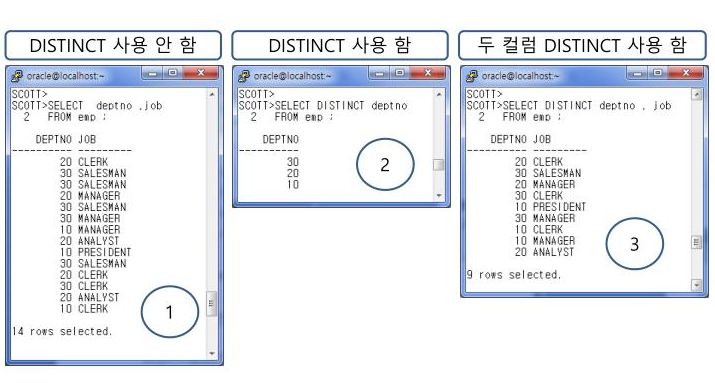 DISTINCT 사용 안 함
oracle@localhost:~
SCOTT>
SCOTT>SELECT  deptno ,job
  2   FROM emp ;
    DEPTNO JOB
---------- ---------
        20 CLERK
        30 SALESMAN
        30 SALESMAN
        20 MANAGER
        30 SALESMAN
        30 MANAGER
        10 MANAGER
        20 ANALYST
        10 PRESIDENT
        30 SALESMAN
        20 CLERK
        30 CLERK
        20 ANALYST
        10 CLERK
1
14 rows selected.
DISTINCT 사용 함
oracle@localhost:~
SCOTT>
SCOTT>SELECT DISTINCT deptno
  2   FROM emp ;
    DEPTNO
----------
        30
        20
        10
2
두 컬럼 DISTINCT 사용 함
oracle@localhost:~
SCOTT>
SCOTT>SELECT DISTINCT deptno , job
  2   FROM emp ;
    DEPTNO JOB
---------- ---------
        20 CLERK
        30 SALESMAN
        20 MANAGER
        30 CLERK
        10 PRESIDENT
        30 MANAGER
        10 CLERK
        10 MANAGER
        20 ANALYST
3
9 rows selected.